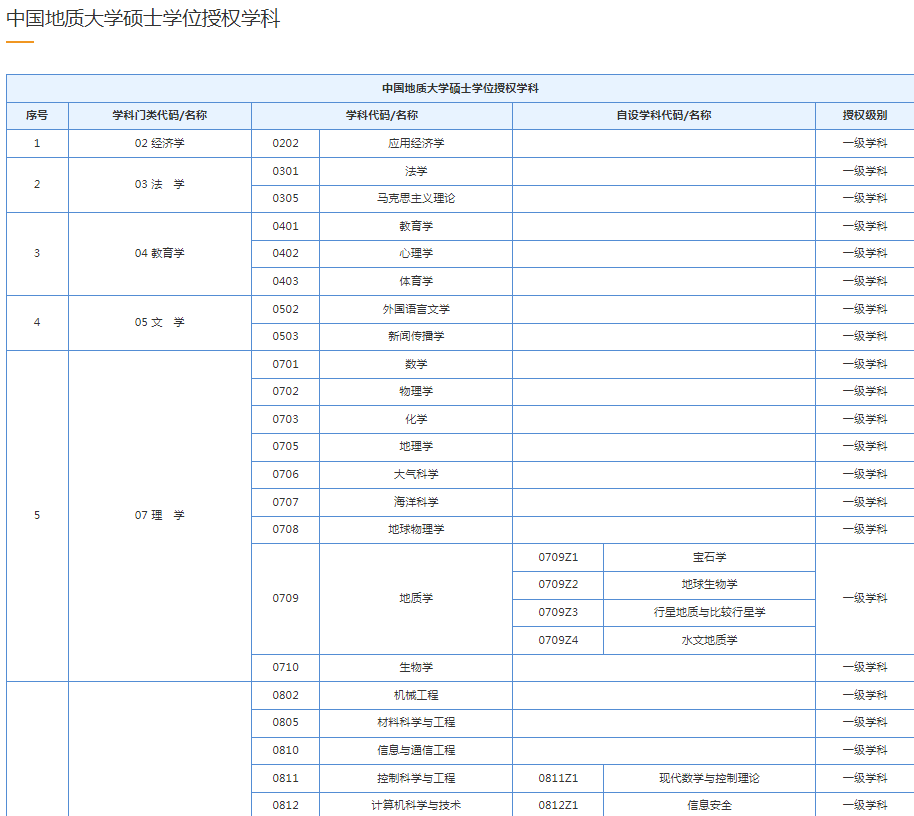 中国地质大学硕士学位授权学科
中国地质大学硕士学位授权学科
序号 学科门类代码/名称 学科代码/名称 自设学科代码/名称 授权级别
1 02 经济学 0202 应用经济学 一级学科
2 03 法 学 0301 法学 一级学科
0305 马克思主义理论 一级学科
3 04 教育学 0401 教育学 一级学科
0402 心理学 一级学科
0403 体育学 一级学科
4 05 文 学 0502 外国语言文学 一级学科
0503 新闻传播学 一级学科
5 07 理 学 0701 数学 一级学科
0702 物理学 一级学科
0703 化学 一级学科
0705 地理学 一级学科
0706 大气科学 一级学科
0707 海洋科学 一级学科
0708 地球物理学 一级学科
0709 地质学 0709Z1 宝石学 一级学科
0709Z2 地球生物学
0709Z3 行星地质与比较行星学
0709Z4 水文地质学
0710 生物学 一级学科
0802 机械工程 一级学科
0805 材料科学与工程 一级学科
0810 信息与通信工程 一级学科
0811 控制科学与工程 0811Z1 现代数学与控制理论 一级学科
0812 计算机科学与技术 0812Z1 信息安全 一级学科